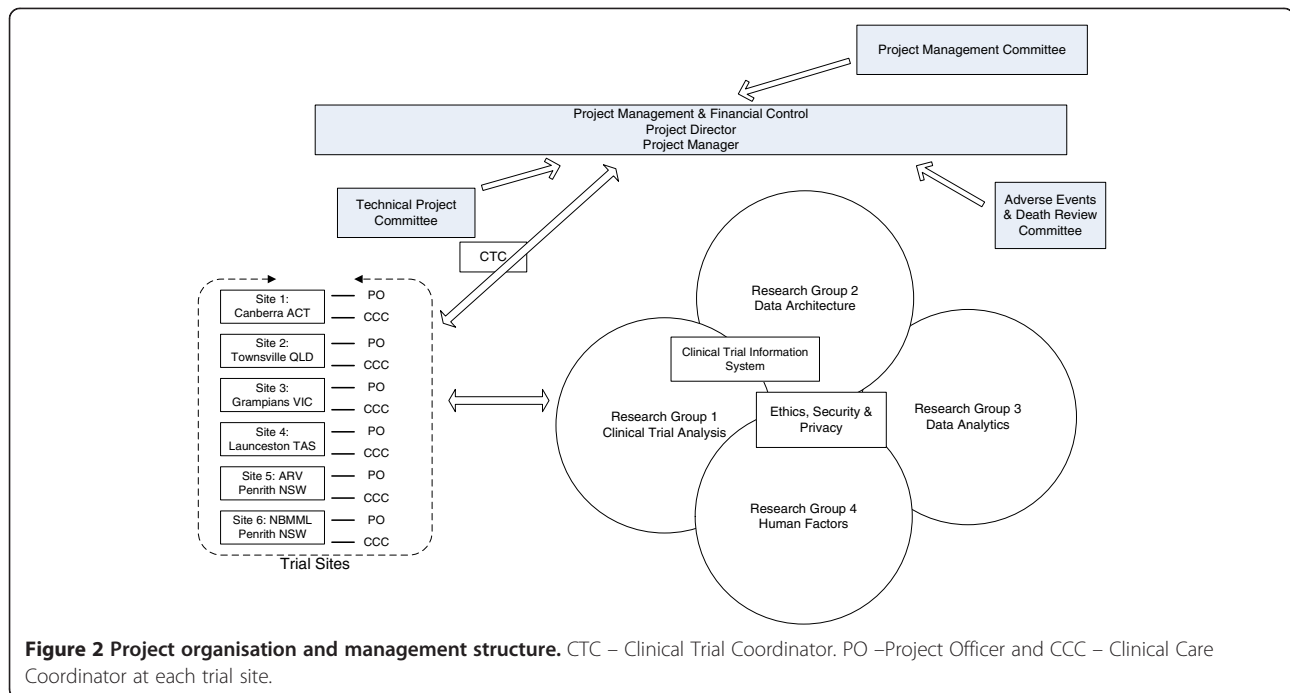 Project Management Committee
Project Management & Financial Control
Project Director
Project Manager
Technical Project
Committee
Adverse Events
& Death Review
Committee
CTC
Site 1:
Canberra ACT
PO
CCC
Site 2:
Townsville QLD
PO
CCC
Site 3:
Grampians VIC
PO
CCC
Site 4:
Launceston TAS
PO
CCC
Site 5: ARV
Penrith NSW
PO
CCC
Site 6: NBMML
Penrith NSW
PO
CCC
Trial Sites
Research Group 2
Data Architecture
Clinical Trial Information
System
Research Group 1
Clinical Trial Analysis
Ethics, Security &
Privacy
Research Group 3
Data Analytics
Research Group 4
Human Factors
Figure 2 Project organisation and management structure. CTC – Clinical Trial Coordinator. PO –Project Officer and CCC – Clinical Care
Coordinator at each trial site.